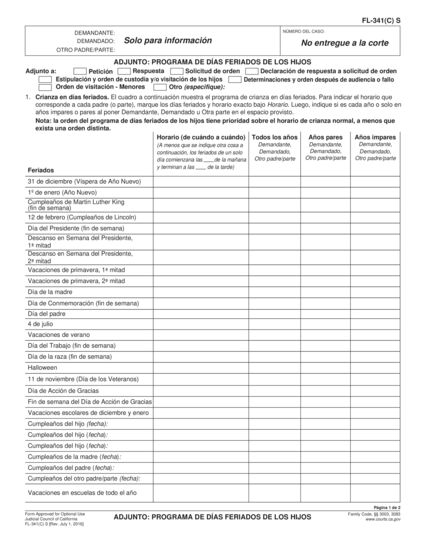 FL-341(C) S
DEMANDANTE:
DEMANDADO:
OTRO PADRE/PARTE:
Solo para información
NÚMERO DEL CASO:
No entregue a la corte
ADJUNTO: PROGRAMA DE DÍAS FERIADOS DE LOS HIJOS
Adjunto a: Petición Respuesta Solicitud de orden Declaración de respuesta a solicitud de orden
Estipulación y orden de custodia y/o visitación de los hijos Determinaciones y orden después de audiencia o fallo
Orden de visitación - Menores Otro (especifique):
1. Crianza en días feriados. El cuadro a continuación muestra el programa de crianza en días feriados. Para indicar el horario que
corresponde a cada padre (o parte), marque los días feriados y horario exacto bajo Horario. Luego, indique si es cada año o solo en
años impares o pares al poner Demandante, Demandado u Otra parte en el espacio provisto.
Nota: la orden del programa de días feriados de los hijos tiene prioridad sobre el horario de crianza normal, a menos que
exista una orden distinta.
Feriados
Horario (de cuándo a cuándo)
(A menos que se indique otra cosa a
continuación, los feriados de un solo
día comienzana las ____de la mañana
y terminan a las ___ de la tarde)
Todos los años
Demandante,
Demandado,
Otro padre/parte
Años pares
Demandante,
Demandado,
Otro padre/parte
Años impares
Demandante,
Demandado,
Otro padre/parte
31 de diciembre (Víspera de Año Nuevo)
1º de enero (Año Nuevo)
Cumpleaños de Martin Luther King
(fin de semana)
12 de febrero (Cumpleaños de Lincoln)
Día del Presidente (fin de semana)
Descanso en Semana del Presidente,
1ª mitad
Descanso en Semana del Presidente,
2ª mitad
Vacaciones de primavera, 1ª mitad
Vacaciones de primavera, 2ª mitad
Día de la madre
Día de Conmemoración (fin de semana)
Día del padre
4 de julio
Vacaciones de verano
Día del Trabajo (fin de semana)
Día de la raza (fin de semana)
Halloween
11 de noviembre (Día de los Veteranos)
Día de Acción de Gracias
Fin de semana del Día de Acción de Gracias
Vacaciones escolares de diciembre y enero
Cumpleaños del hijo (fecha):
Cumpleaños del hijo (fecha):
Cumpleaños del hijo (fecha):
Cumpleaños de la madre (fecha):
Cumpleaños del padre (fecha):
Cumpleaños del otro padre/parte (fecha):
Vacaciones en escuelas de todo el año
Página 1 de 2
Form Approved for Optional Use
Judicial Council of California
FL-341(C) S [Rev. July 1, 2016]
ADJUNTO: PROGRAMA DE DÍAS FERIADOS DE LOS HIJOS
Family Code, §§ 3003, 3083
www.courts.ca.gov